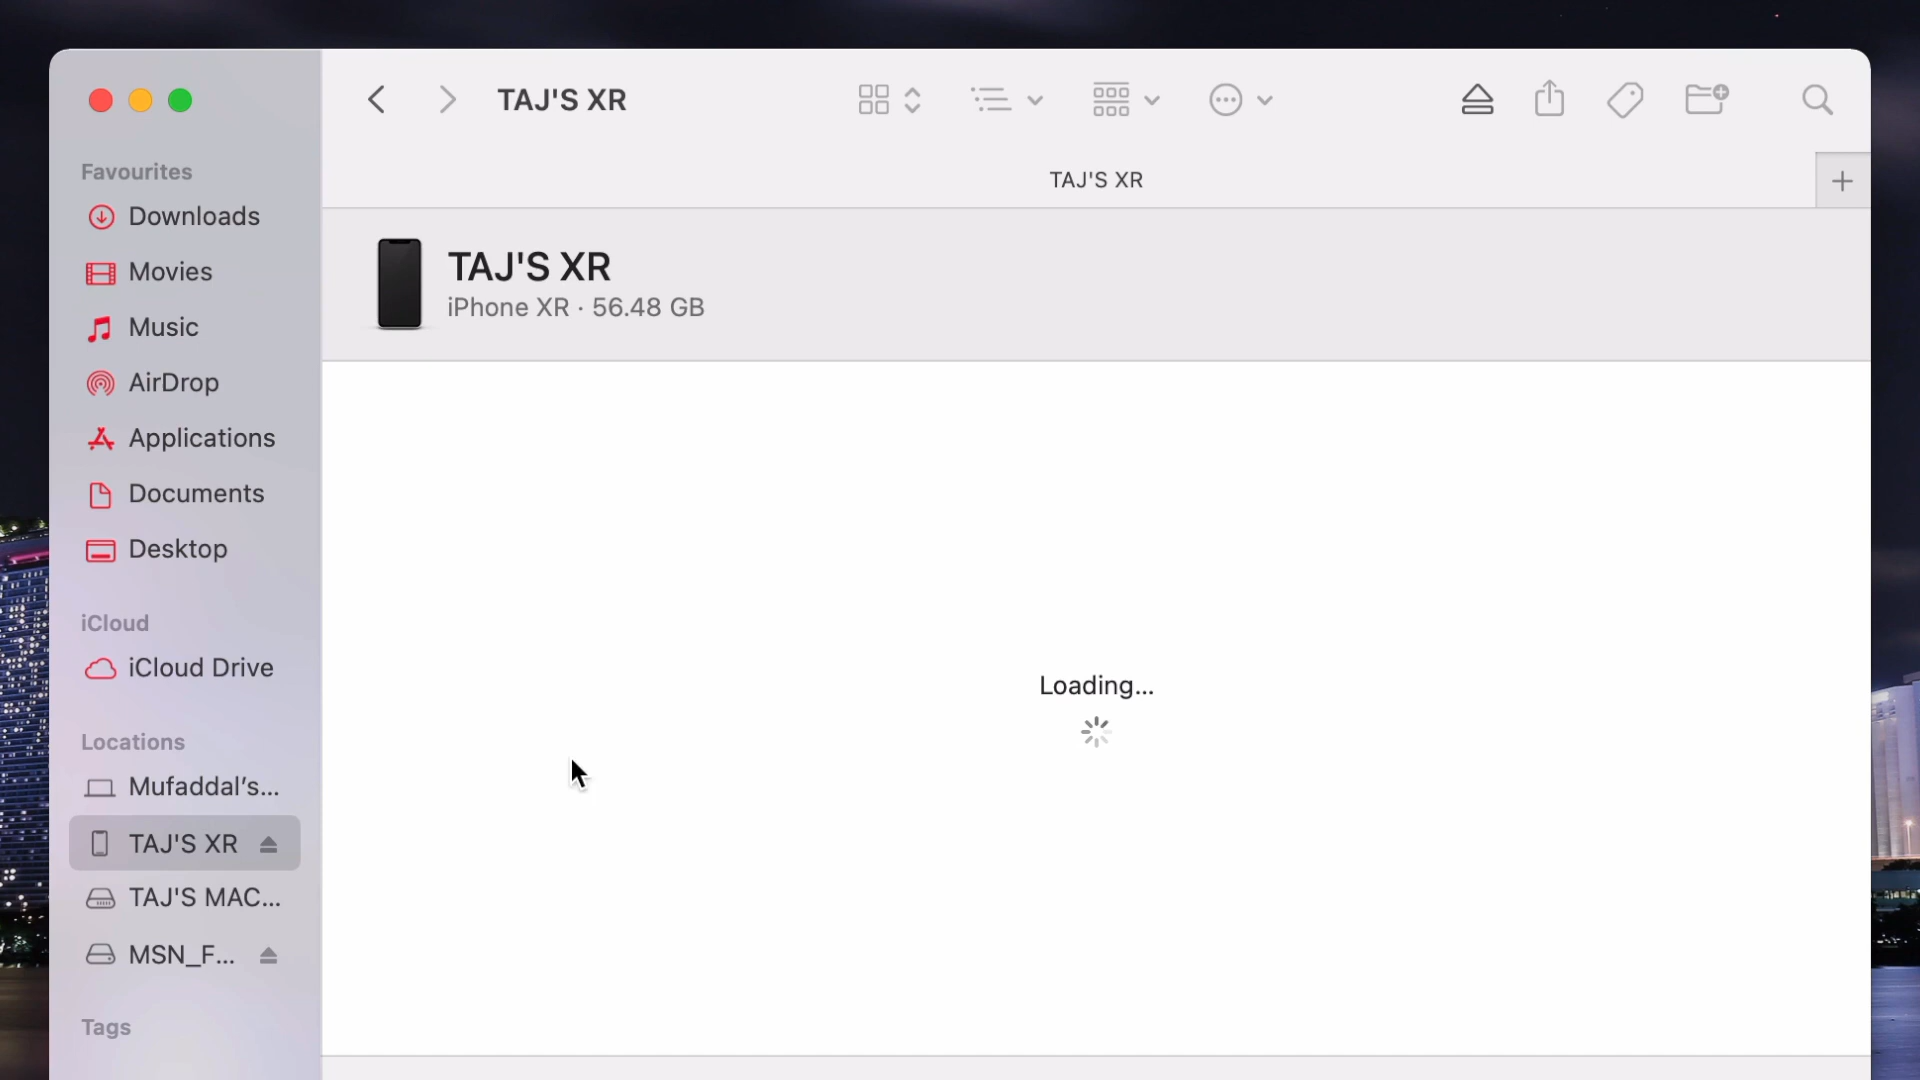 TAJ'S XR
TAJ'S XR
TAJ'S XR
iPhone XR · 56.48 GB
Favourites
Downloads
Movies
Music
AirDrop
Applications
Documents
Desktop
iCloud
iCloud Drive
Locations
Mufaddal's...
TAJ'S XR
TAJ'S MAC...
MSN_F...
Tags
Loading...